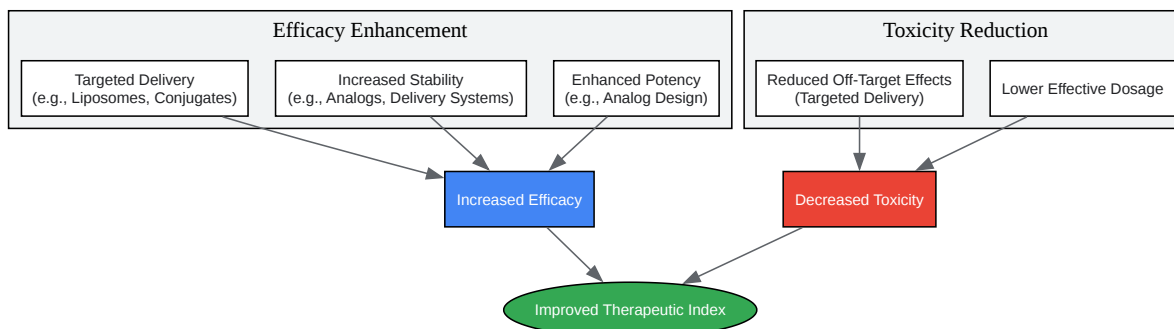 Efficacy Enhancement
Toxicity Reduction
Targeted Delivery
(e.g., Liposomes, Conjugates)
Increased Stability
(e.g., Analogs, Delivery Systems)
Enhanced Potency
(e.g., Analog Design)
Reduced Off-Target Effects
(Targeted Delivery)
Lower Effective Dosage
Increased Efficacy
Decreased Toxicity
Improved Therapeutic Index